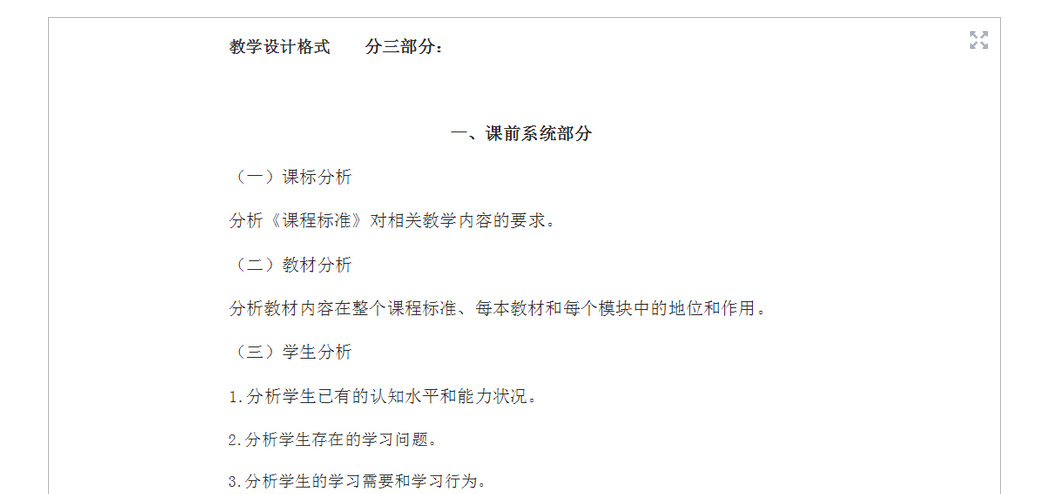 教学设计格式　　分三部分：
一、课前系统部分
（一）课标分析
分析《课程标准》对相关教学内容的要求。
（二）教材分析
分析教材内容在整个课程标准、每本教材和每个模块中的地位和作用。
（三）学生分析
1.分析学生已有的认知水平和能力状况。
2.分析学生存在的学习问题。
3.分析学生的学习需要和学习行为。